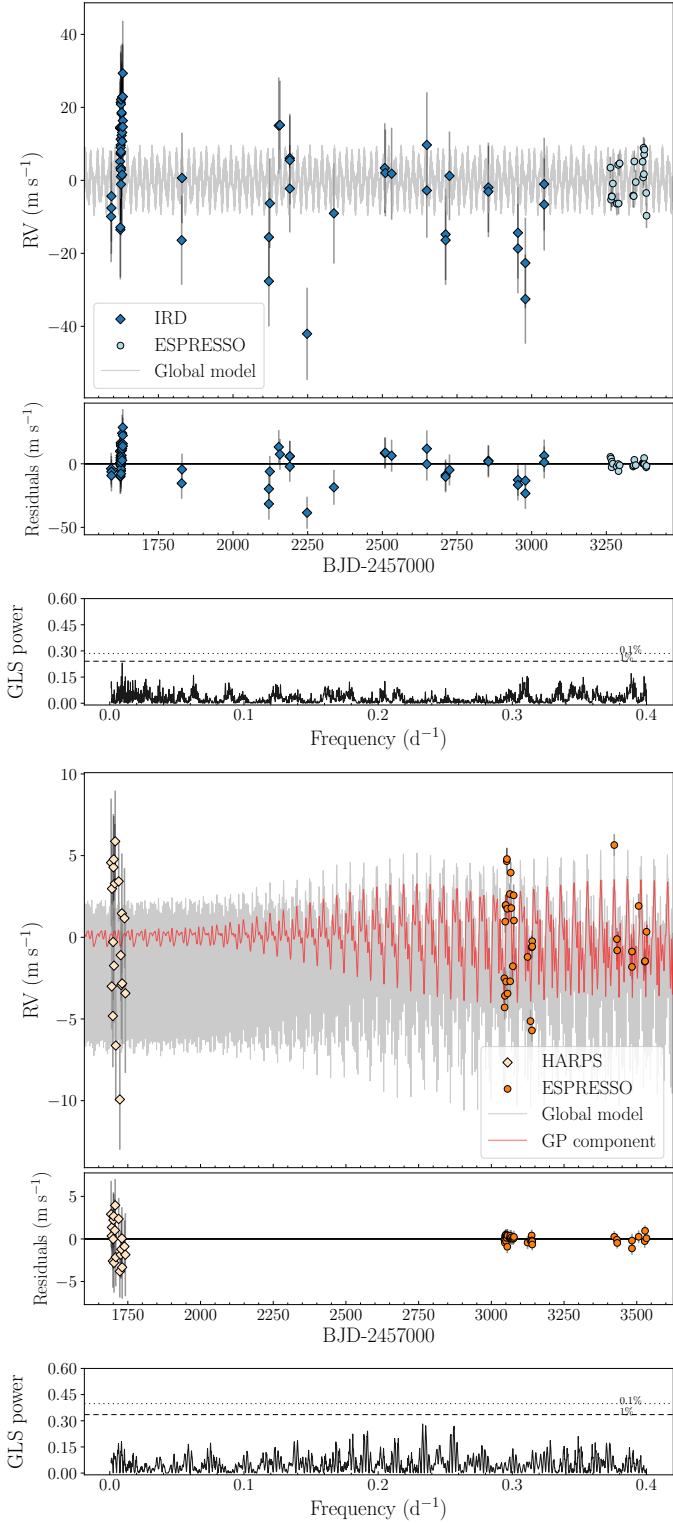 40
20
0
−20
−40
RV (m s⁻¹)
IRD
ESPRESSO
Global model
0
−50
Residuals (m s⁻¹)
1750 2000 2250 2500 2750 3000 3250
BJD-2457000
0.60
0.45
0.30
0.15
0.00
GLS power
0.1%
1%
0.0 0.1 0.2 0.3 0.4
Frequency (d⁻¹)
10
5
0
−5
−10
RV (m s⁻¹)
HARPS
ESPRESSO
Global model
GP component
5
0
−5
Residuals (m s⁻¹)
1750 2000 2250 2500 2750 3000 3250 3500
BJD-2457000
0.60
0.45
0.30
0.15
0.00
GLS power
0.1%
1%
0.0 0.1 0.2 0.3 0.4
Frequency (d⁻¹)